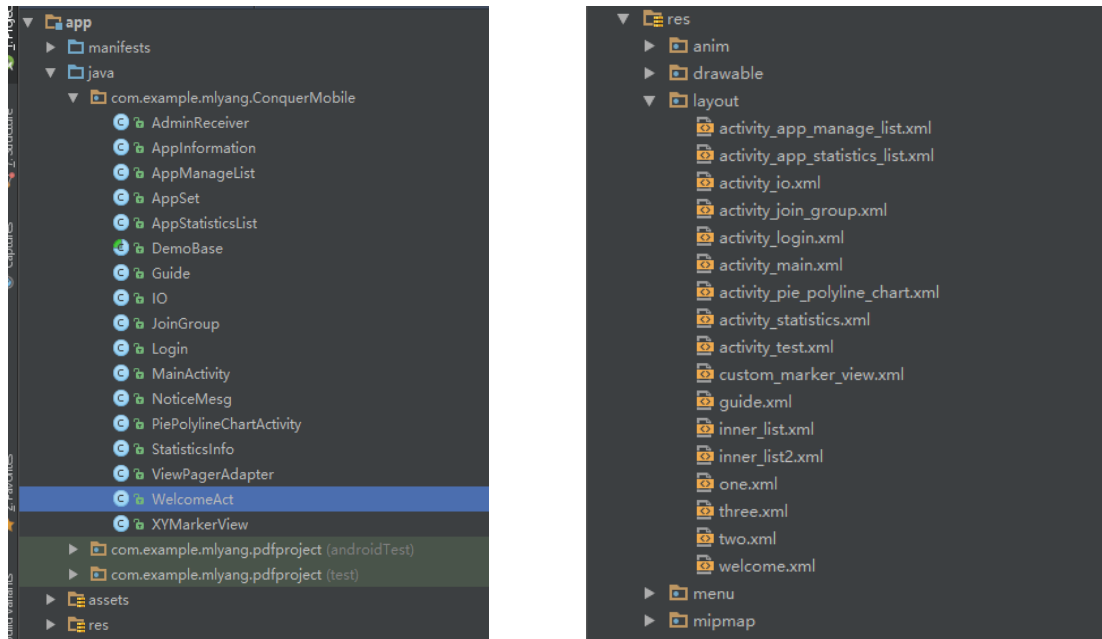 app
manifests
java
com.example.mlyang.ConquerMobile
AdminReceiver
AppInformation
AppManageList
AppSet
AppStatisticsList
DemoBase
Guide
IO
JoinGroup
Login
MainActivity
NoticeMesg
PiePolylineChartActivity
StatisticsInfo
ViewPagerAdapter
WelcomeAct
XYMarkerView
com.example.mlyang.pdfproject (androidTest)
com.example.mlyang.pdfproject (test)
assets
res
res
anim
drawable
layout
activity_app_manage_list.xml
activity_app_statistics_list.xml
activity_io.xml
activity_join_group.xml
activity_login.xml
activity_main.xml
activity_pie_polyline_chart.xml
activity_statistics.xml
activity_test.xml
custom_marker_view.xml
guide.xml
inner_list.xml
inner_list2.xml
one.xml
three.xml
two.xml
welcome.xml
menu
mipmap